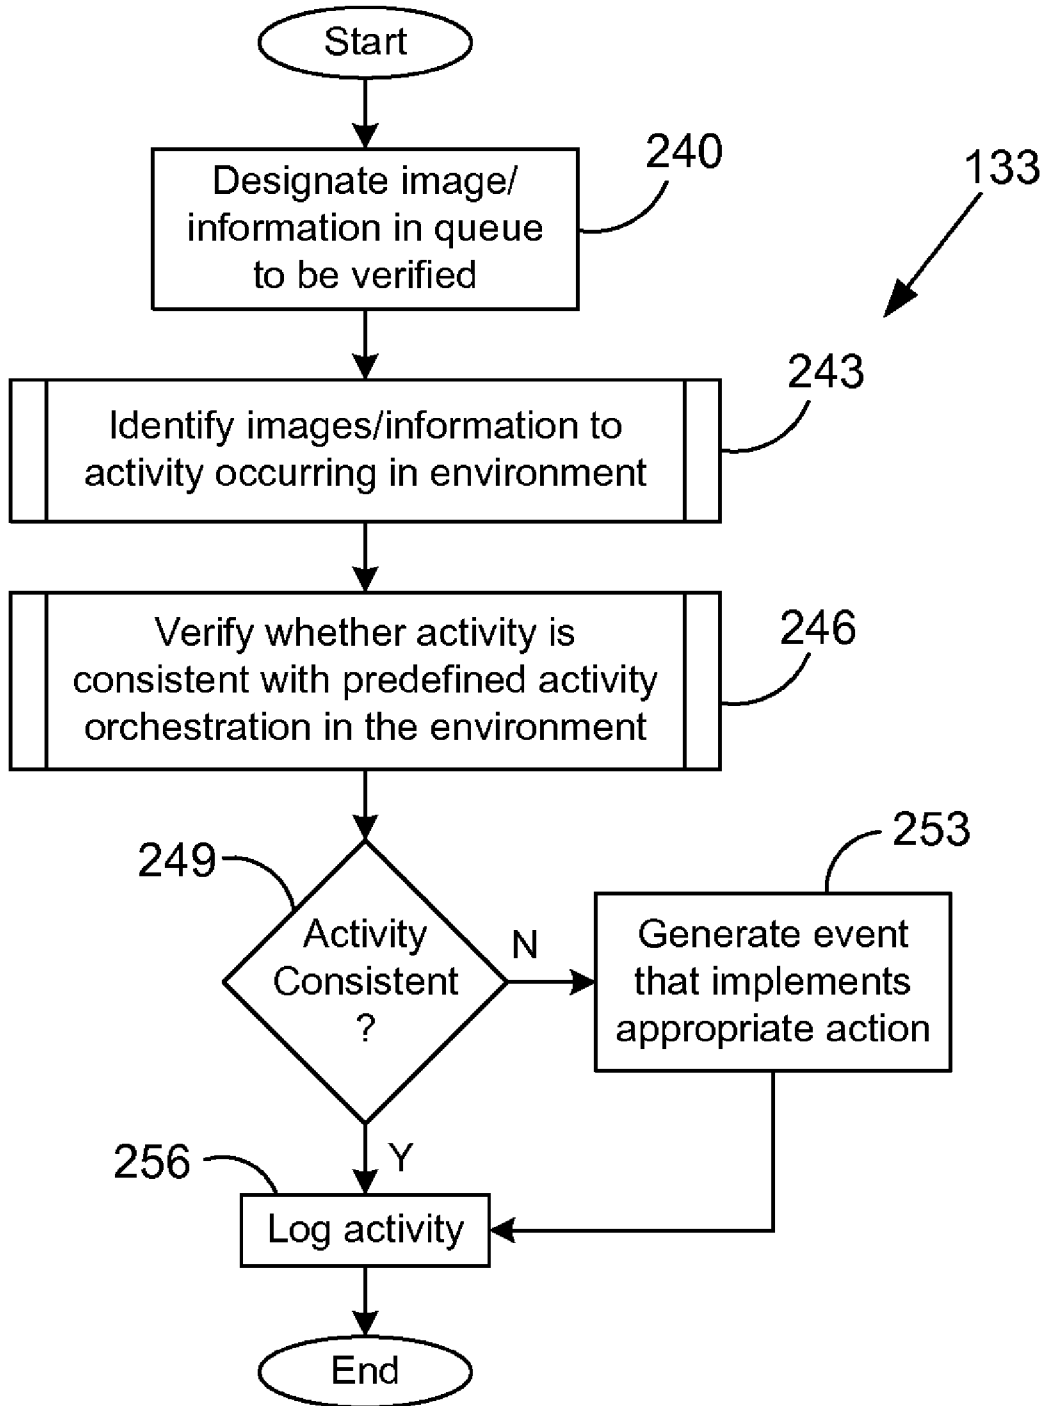 Start
Designate image/
information in queue
to be verified
240
133
Identify images/information to
activity occurring in environment
243
Verify whether activity is
consistent with predefined activity
orchestration in the environment
246
249
Activity
Consistent
?
N
253
Generate event
that implements
appropriate action
Y
256
Log activity
End